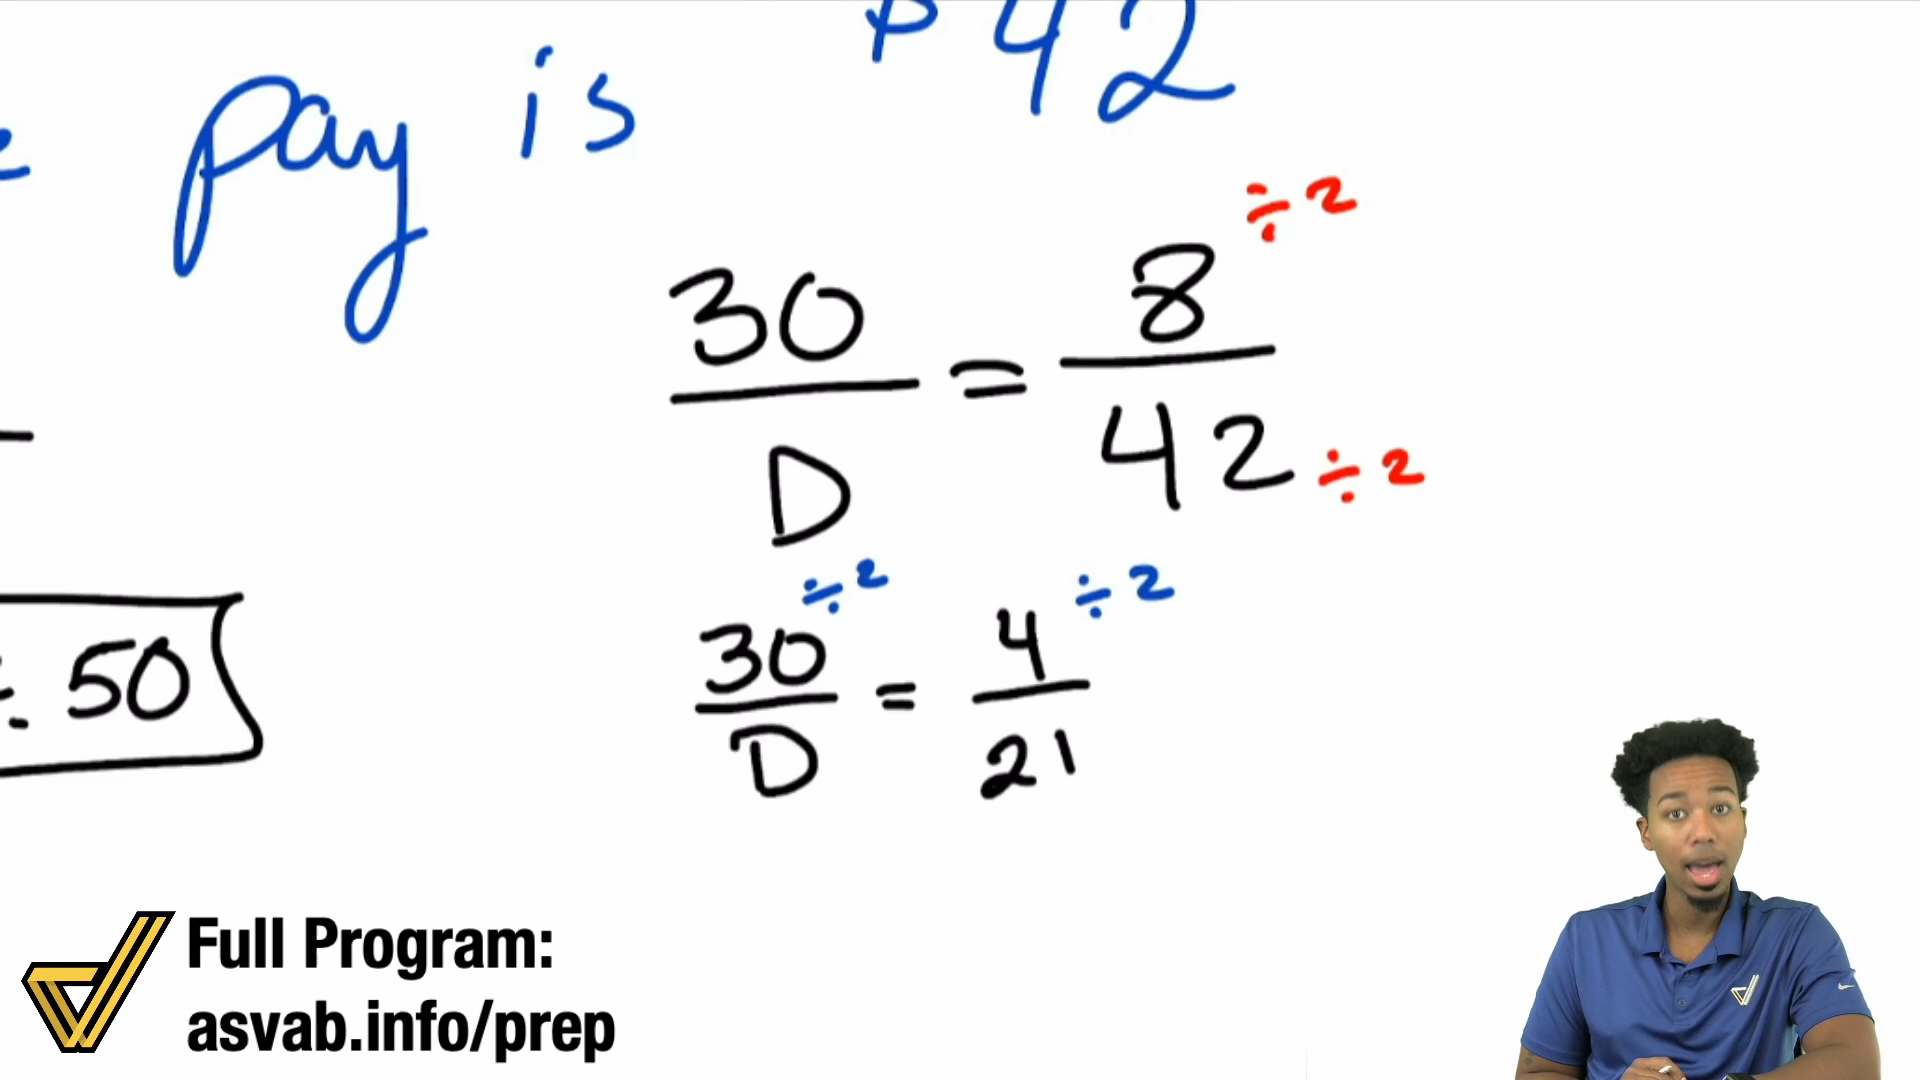 pay is $42
30/D = 8/42 ÷2 ÷2
30/D ÷2 = 4/21 ÷2
50
Full Program:
asvab.info/prep